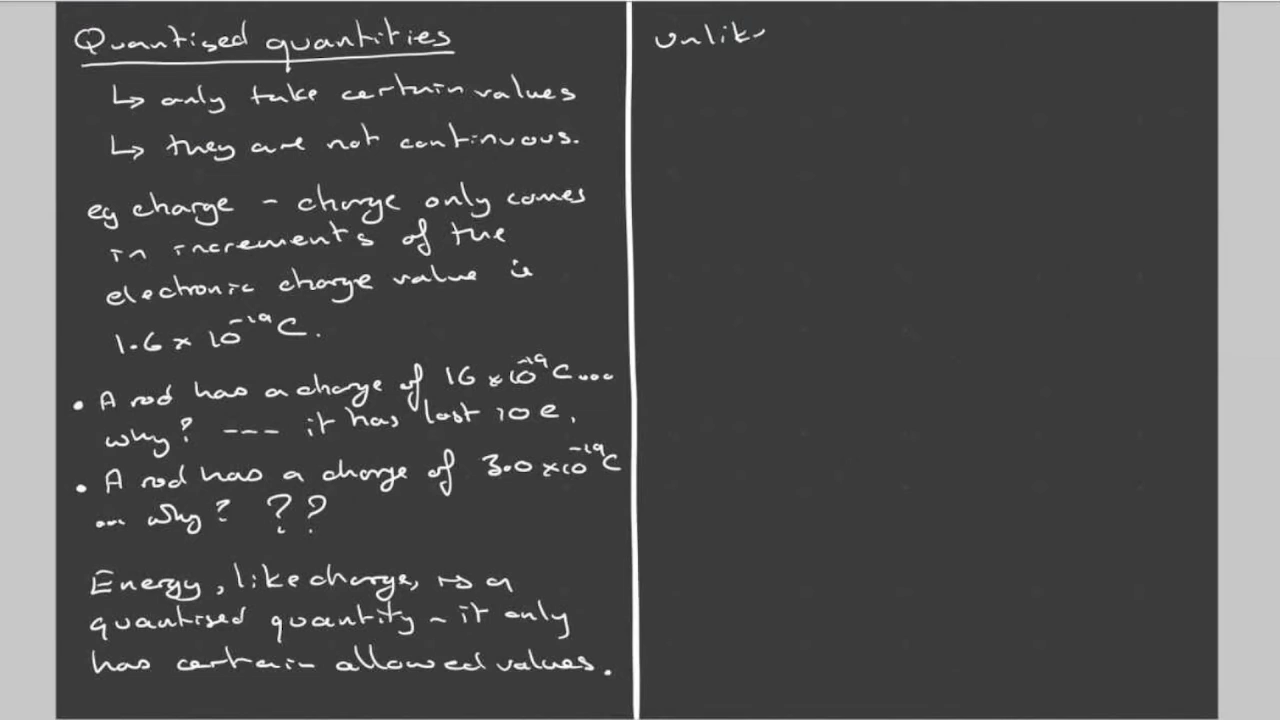 Quantised quantities
↳ only take certain values
↳ they are not continuous.
eg charge - charge only comes
in increments of the
electronic charge value is
1.6 × 10⁻¹⁹ C.
• A rod has a charge of 16 × 10⁻¹⁹ C...
why? --- it has lost 10 e.
• A rod has a charge of 3.0 × 10⁻¹⁹ C
... why? ??
Energy, like charge, is a
quantised quantity - it only
has certain allowed values.
Unlik